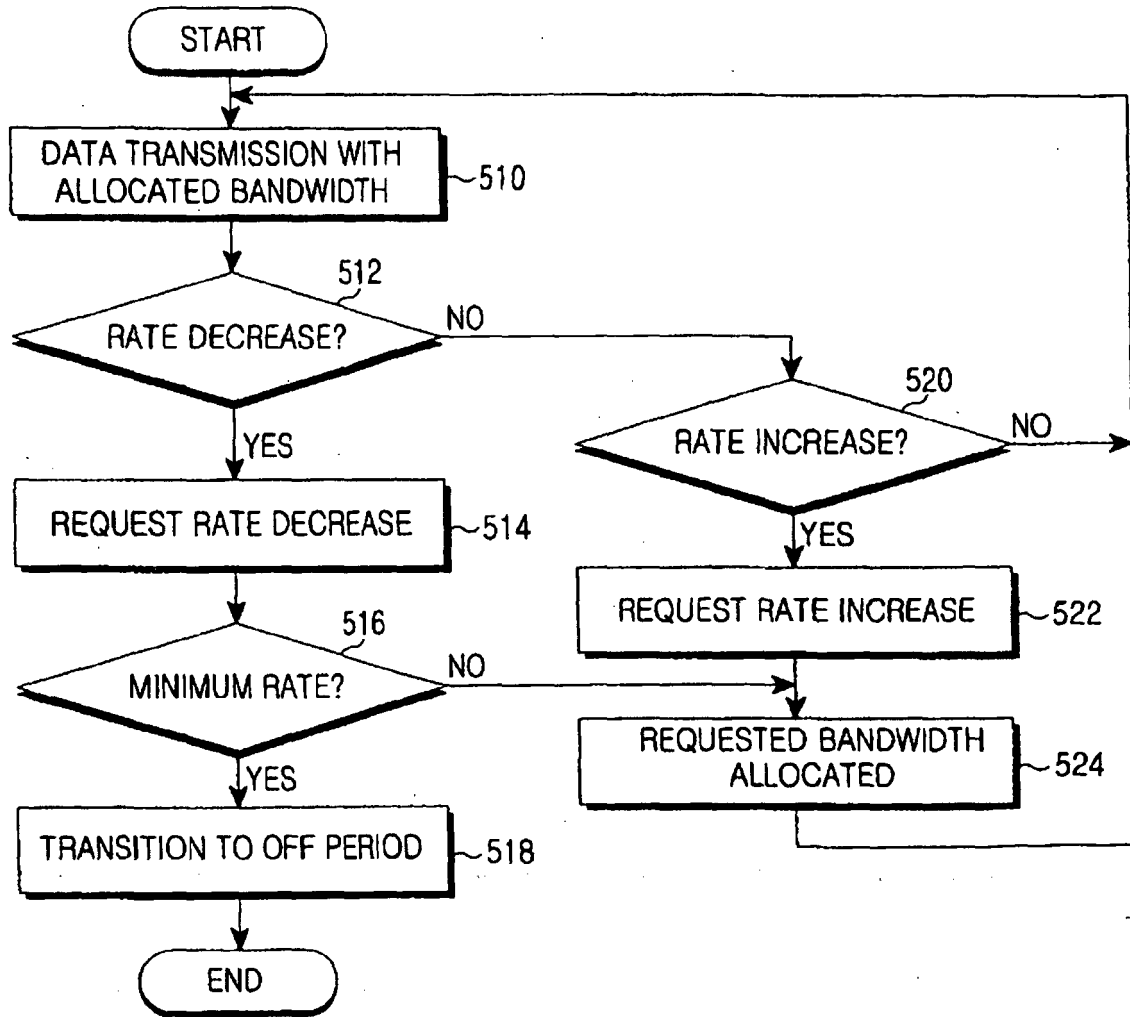 START
DATA TRANSMISSION WITH
ALLOCATED BANDWIDTH
510
512
RATE DECREASE?
NO
YES
520
RATE INCREASE?
NO
YES
REQUEST RATE DECREASE
514
REQUEST RATE INCREASE
522
516
MINIMUM RATE?
NO
YES
REQUESTED BANDWIDTH
ALLOCATED
524
TRANSITION TO OFF PERIOD
518
END